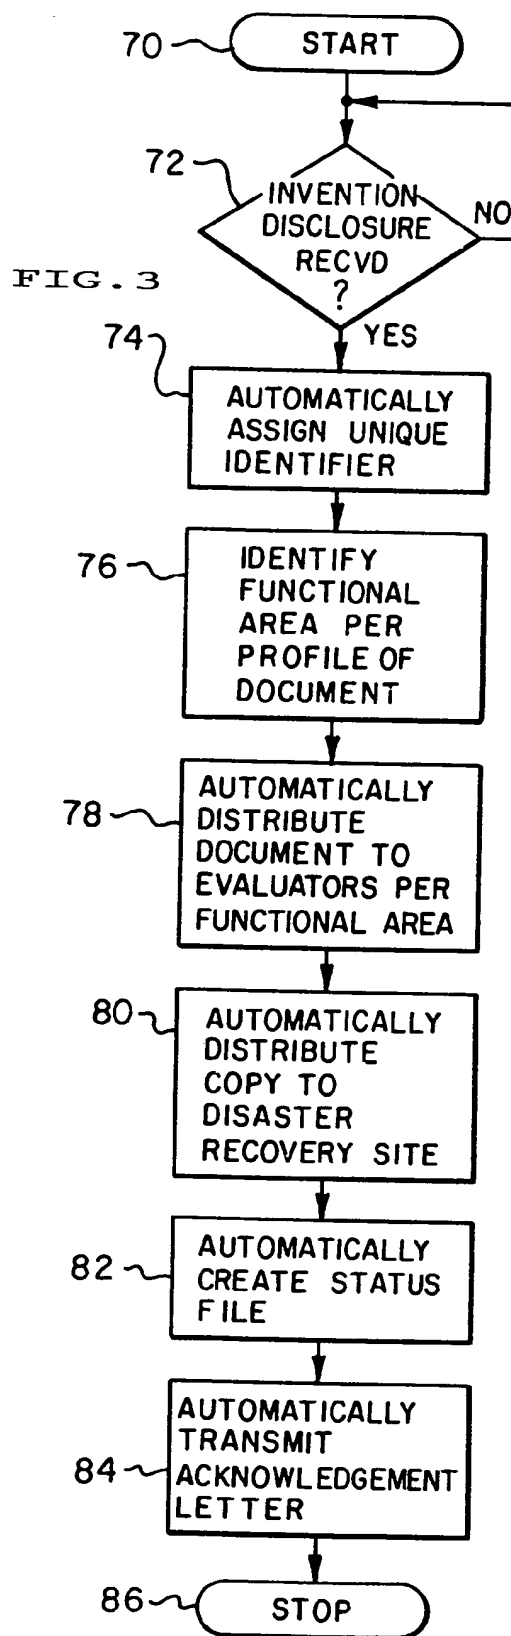 70
START
72
INVENTION
DISCLOSURE
RECVD
?
NO
FIG. 3
YES
74
AUTOMATICALLY
ASSIGN UNIQUE
IDENTIFIER
76
IDENTIFY
FUNCTIONAL
AREA PER
PROFILE OF
DOCUMENT
78
AUTOMATICALLY
DISTRIBUTE
DOCUMENT TO
EVALUATORS PER
FUNCTIONAL AREA
80
AUTOMATICALLY
DISTRIBUTE
COPY TO
DISASTER
RECOVERY SITE
82
AUTOMATICALLY
CREATE STATUS
FILE
84
AUTOMATICALLY
TRANSMIT
ACKNOWLEDGEMENT
LETTER
86
STOP